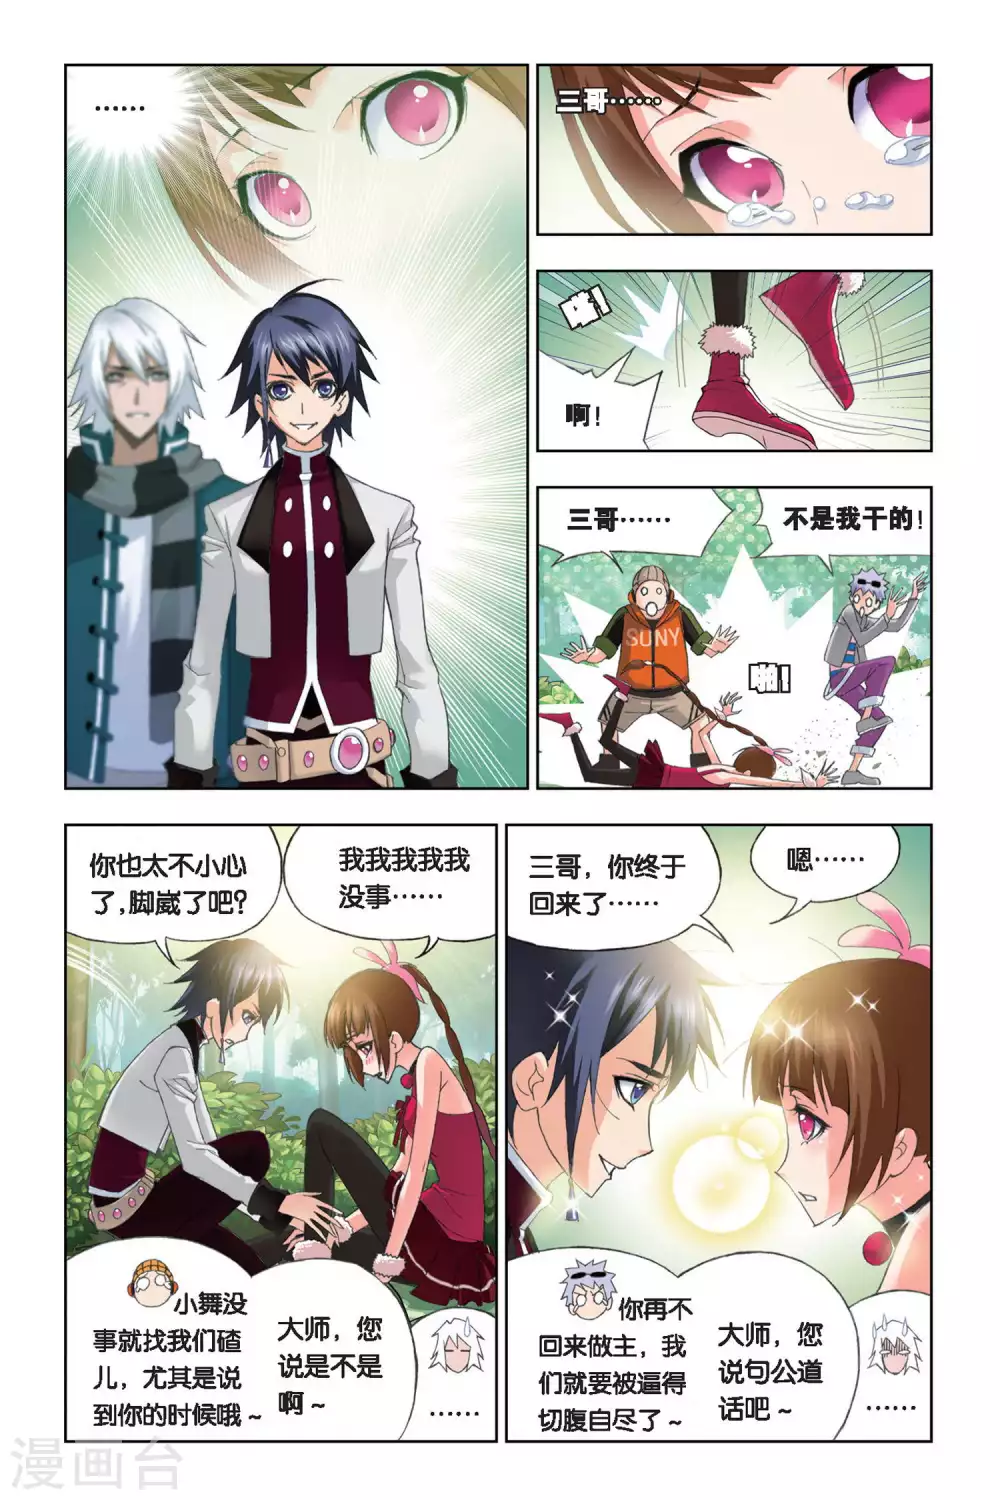 ……
三哥……
哎!
啊!
三哥……
不是我干的!
SUNY
啪!
你也太不小心
了,脚崴了吧?
我我我我我
没事……
三哥，你终于
回来了……
嗯……
小舞没
事就找我们碴
儿，尤其是说
到你的时候哦~
大师，您
说是不是
啊~
……
你再不
回来做主，我
们就要被逼得
切腹自尽了~
大师，您
说句公道
话吧~
……
漫画台